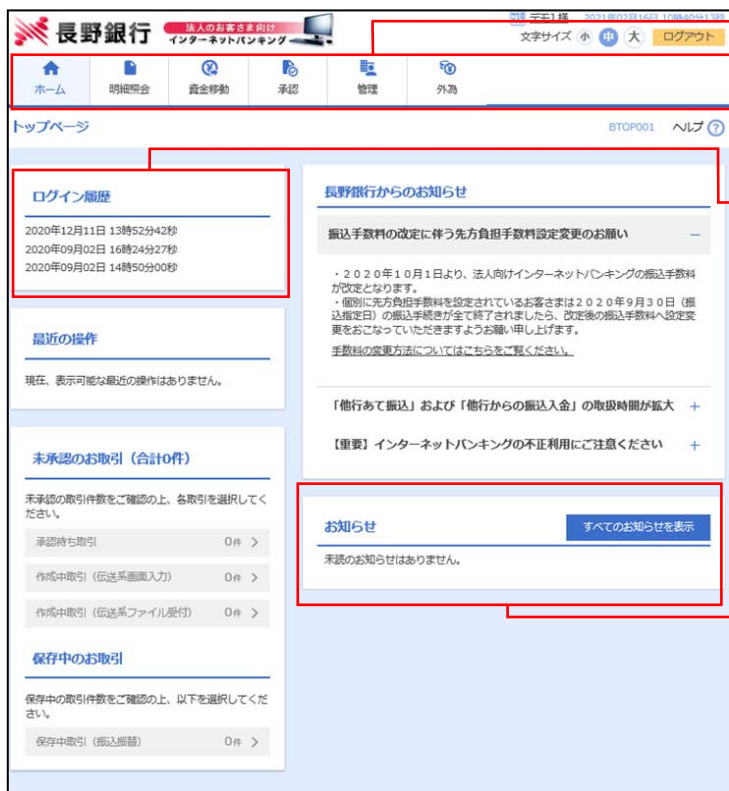 長野銀行
法人のお客さま向け
インターネットバンキング
デモ1様 2021年02月16日 10時40分13秒
文字サイズ 小 中 大 ログアウト
ホーム 明細照会 資金移動 承認 管理 外為
トップページ
BTOP001 ヘルプ ?
ログイン履歴
2020年12月11日 13時52分42秒
2020年09月02日 16時24分27秒
2020年09月02日 14時50分00秒
最近の操作
現在、表示可能な最近の操作はありません。
未承認のお取引（合計0件）
未承認の取引件数をご確認の上、各取引を選択してく
ださい。
承認待ち取引 0件
作成中取引（伝送系画面入力） 0件
作成中取引（伝送系ファイル受付） 0件
保存中のお取引
保存中の取引件数をご確認の上、以下を選択してくだ
さい。
保存中取引（振込振替） 0件
長野銀行からのお知らせ
振込手数料の改定に伴う先方負担手数料設定変更のお願い
・２０２０年１０月１日より、法人向けインターネットバンキングの振込手数料
が改定となります。
・個別に先方負担手数料を設定されているお客さまは２０２０年９月３０日（振
込指定日）の振込手続きが全て終了されましたら、改定後の振込手数料へ設定変
更をおこなっていただきますようお願い申し上げます。
手数料の変更方法についてはこちらをご覧ください。
「他行あて振込」および「他行からの振込入金」の取扱時間が拡大
【重要】インターネットバンキングの不正利用にご注意ください
お知らせ
すべてのお知らせを表示
未読のお知らせはありません。